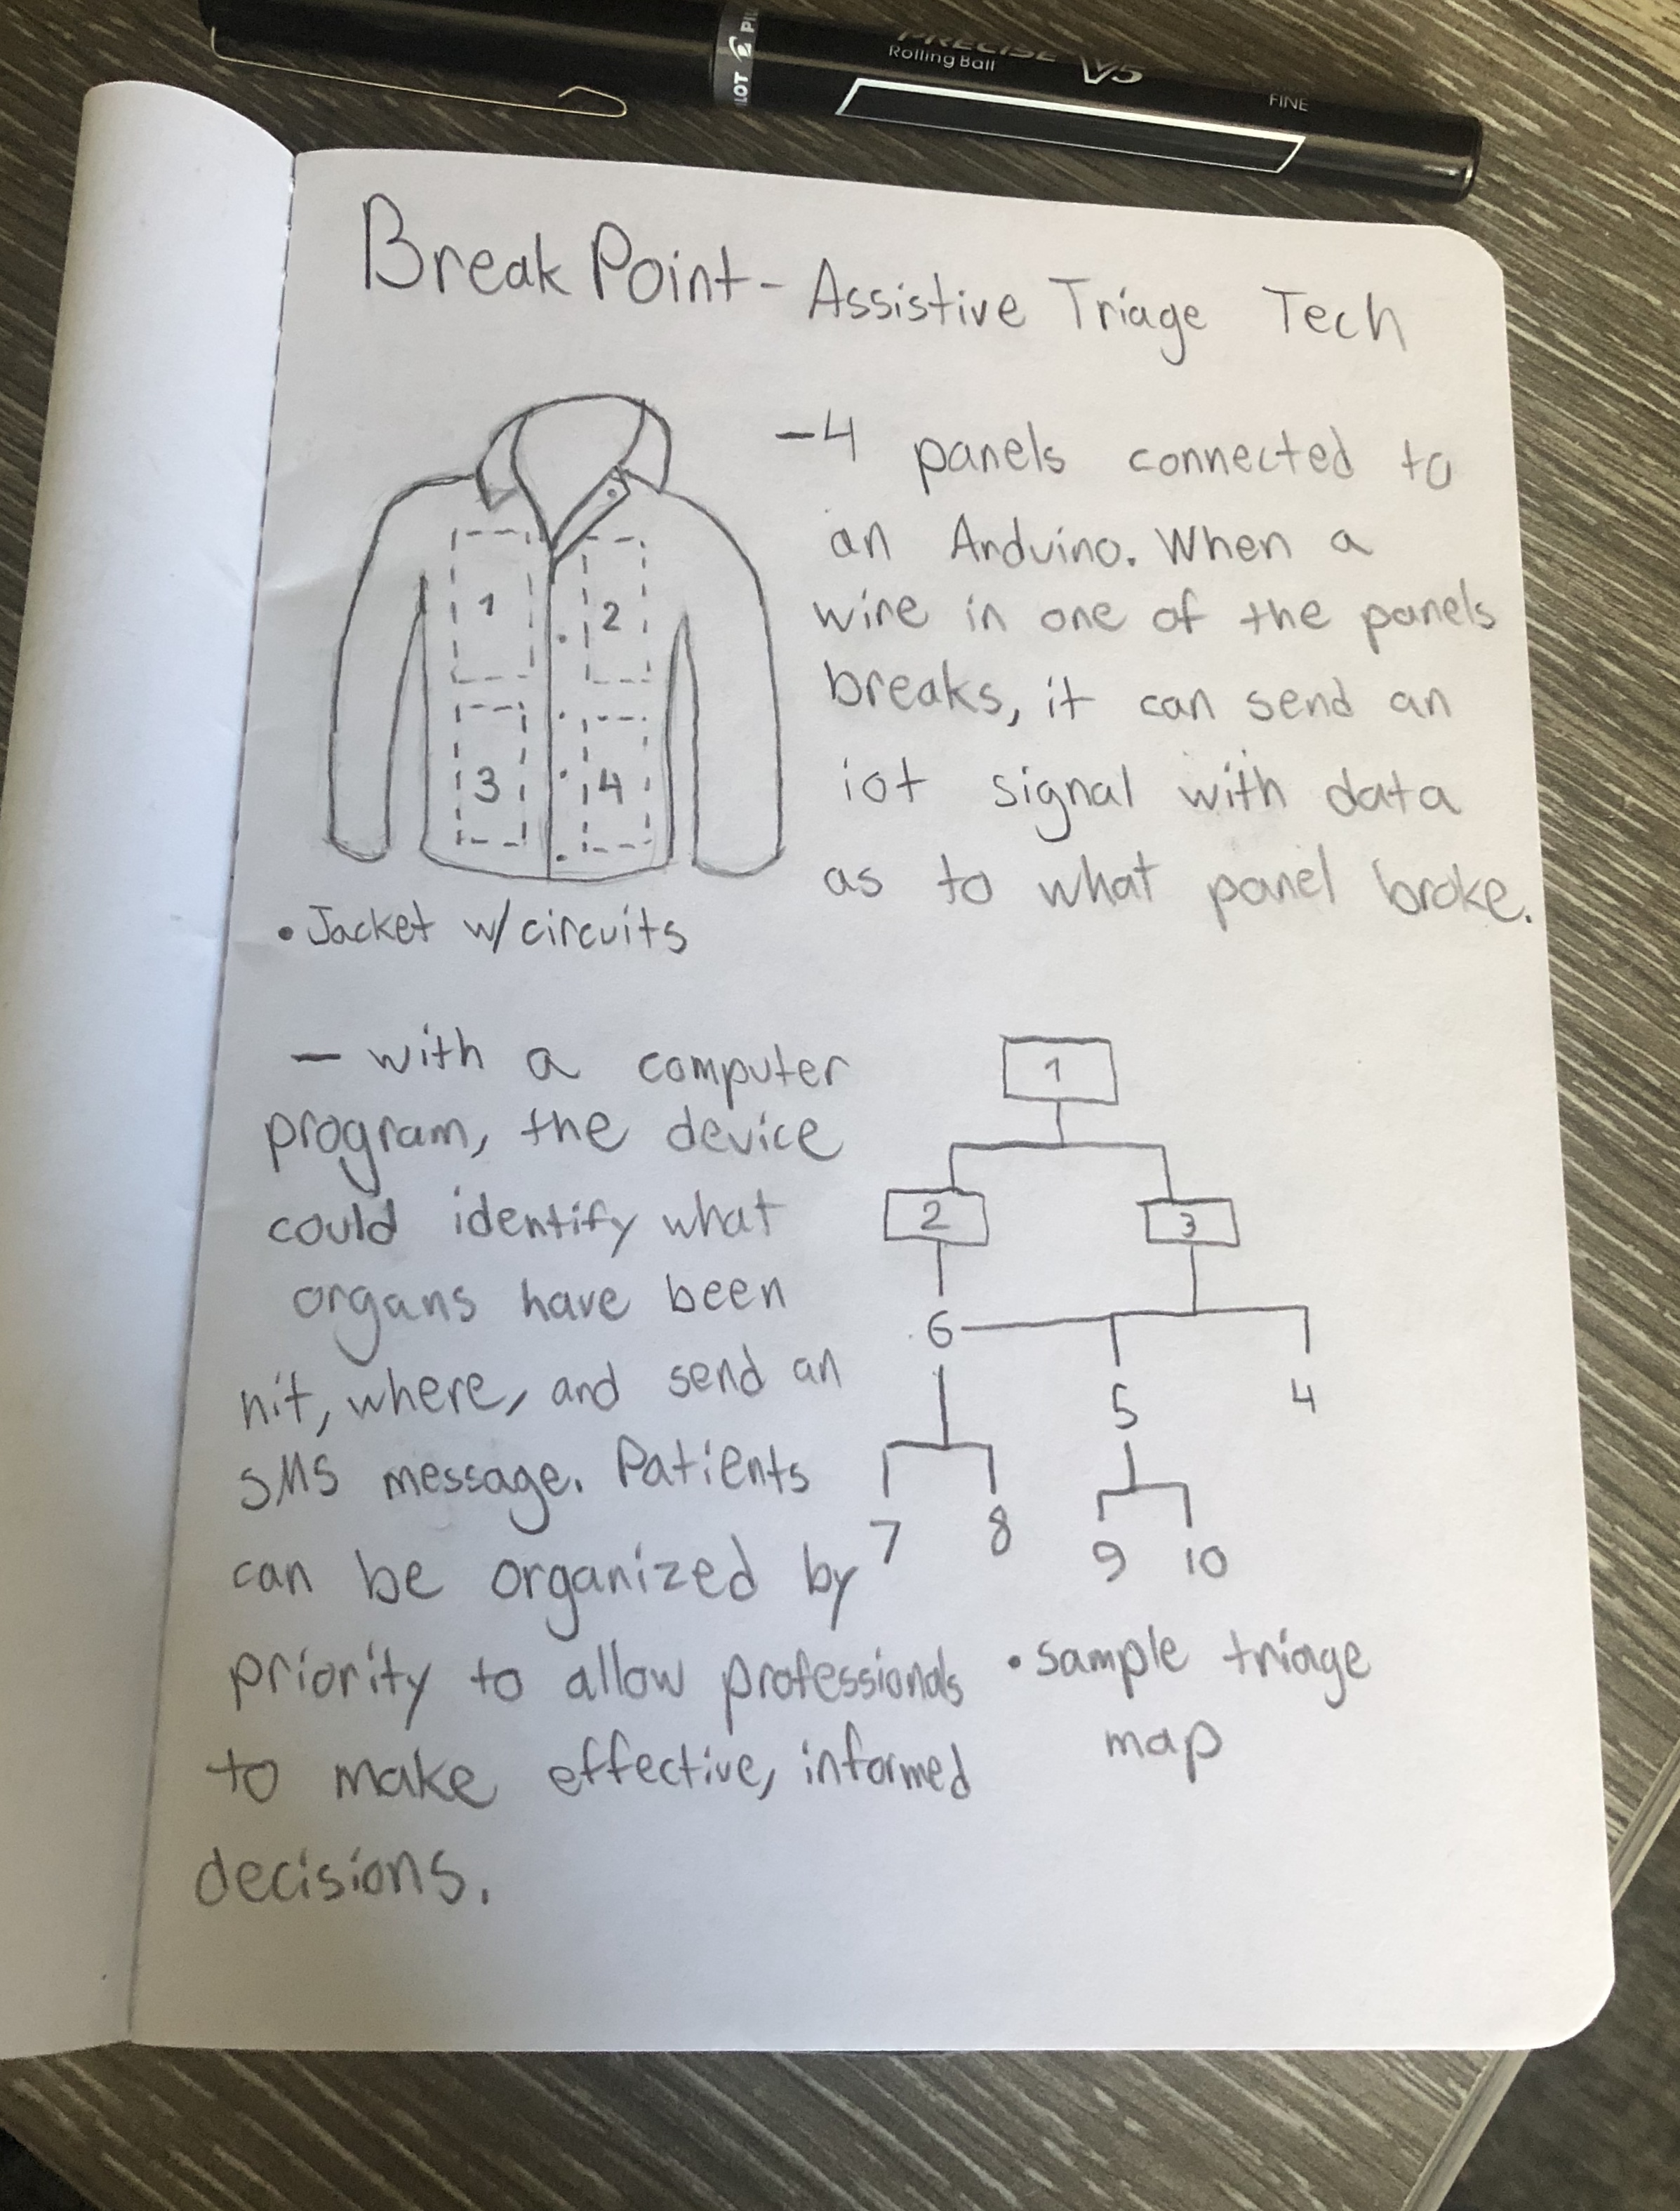 PILOT
PRECISE V5
Rolling Ball
FINE
Break Point - Assistive Triage Tech
-4 panels connected to
an Arduino. When a
wire in one of the panels
breaks, it can send an
iot signal with data
as to what panel broke.
1 2
3 4
• Jacket w/ circuits
- with a computer
program, the device
could identify what
organs have been
hit, where, and send an
SMS message. Patients
can be organized by
priority to allow professionals
to make effective, informed
decisions.
1
2 3
6 5 4
7 8 9 10
• sample triage
map